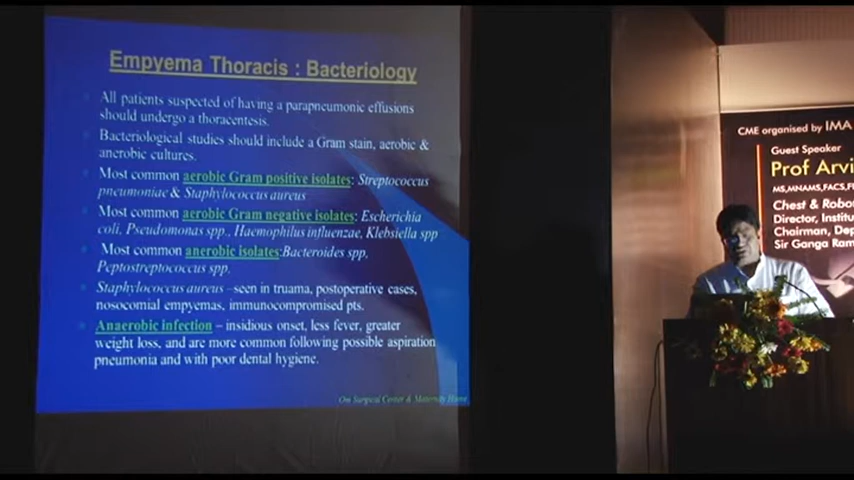 Empyema Thoracis : Bacteriology
All patients suspected of having a parapneumonic effusions
should undergo a thoracentesis.
Bacteriological studies should include a Gram stain, aerobic &
anerobic cultures.
Most common aerobic Gram positive isolates: Streptococcus
pneumoniae & Staphylococcus aureus
Most common aerobic Gram negative isolates: Escherichia
coli, Pseudomonas spp., Haemophilus influenzae, Klebsiella spp
Most common anerobic isolates:Bacteroides spp,
Peptostreptococcus spp.
Staphylococcus aureus –seen in truama, postoperative cases,
nosocomial empyemas, immunocompromised pts.
Anaerobic infection – insidious onset, less fever, greater
weight loss, and are more common following possible aspiration
pneumonia and with poor dental hygiene.
Om Surgical Center & Maternity Home
CME organised by IMA
Guest Speaker
Prof Arvi
MS,MNAMS,FACS,FI
Chest & Robo
Director, Institu
Chairman, Dep
Sir Ganga Ram